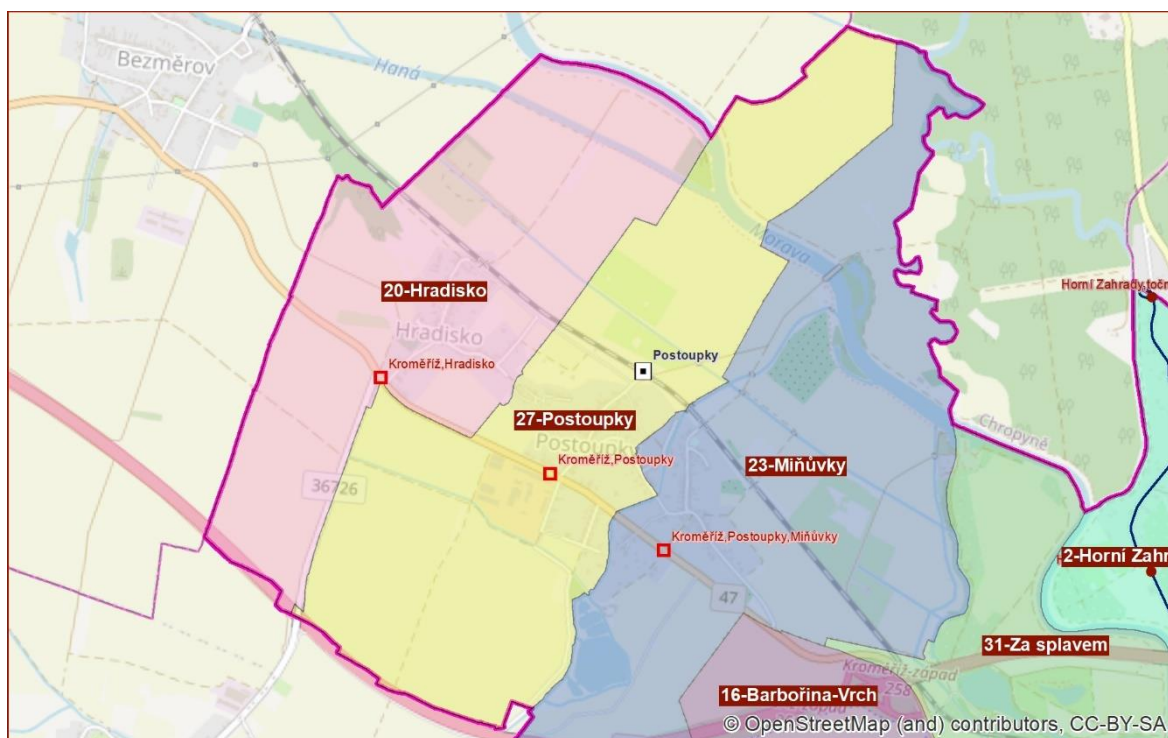 Bezměrov
Haná
Morava
20-Hradisko
Hradisko
Horní Zahrady,točn
Postoupky
Kroměříž,Hradisko
27-Postoupky
Postoupky
Chropyně
Kroměříž,Postoupky
23-Miňůvky
36726
Kroměříž,Postoupky,Miňůvky
2-Horní Zahr
47
31-Za splavem
Kroměříž-západ
258
16-Barbořina-Vrch
© OpenStreetMap (and) contributors, CC-BY-SA